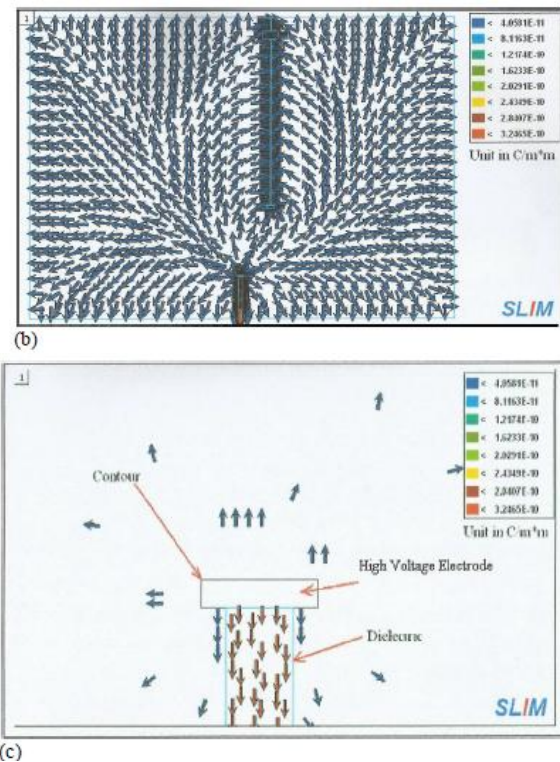 1
< 4.0581E-11
< 8.1163E-11
< 1.2174E-10
< 1.6233E-10
< 2.0291E-10
< 2.4349E-10
< 2.8407E-10
< 3.2465E-10
Unit in C/m*m
SLIM
(b)
1
< 4.0581E-11
< 8.1163E-11
< 1.2174E-10
< 1.6233E-10
< 2.0291E-10
< 2.4349E-10
< 2.8407E-10
< 3.2465E-10
Unit in C/m*m
Contour
High Voltage Electrode
Dielectric
SLIM
(c)